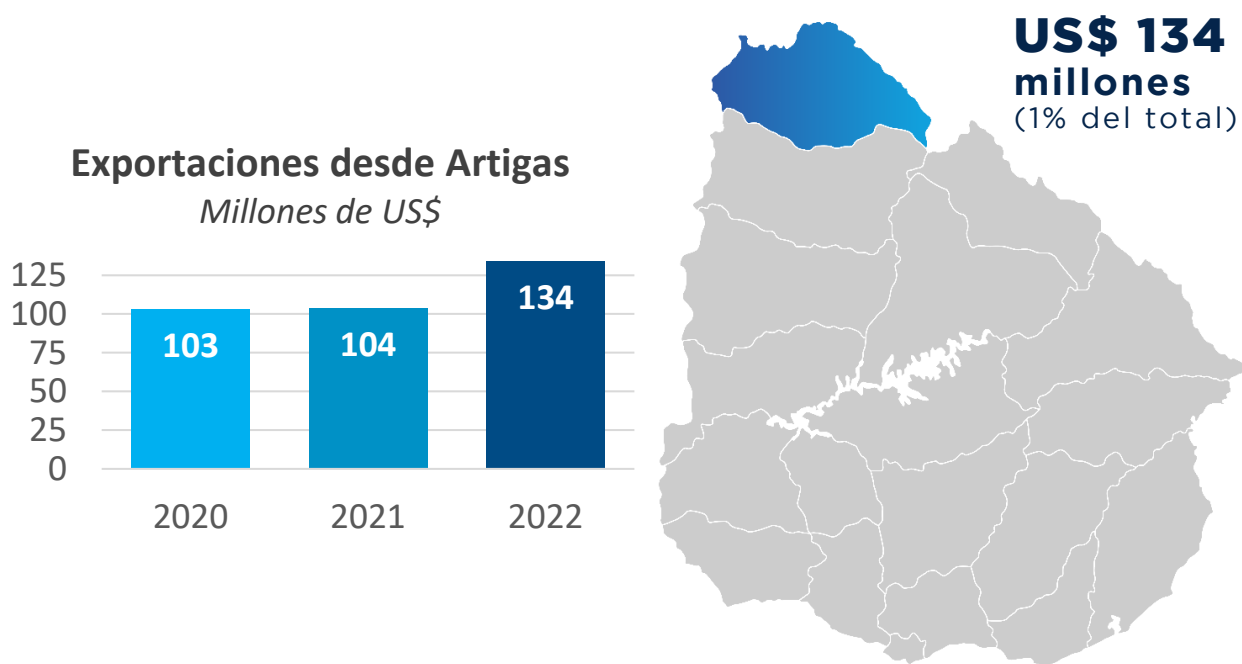 US$ 134
millones
(1% del total)
Exportaciones desde Artigas
Millones de US$
125
100
75
50
25
0
103
104
134
2020
2021
2022